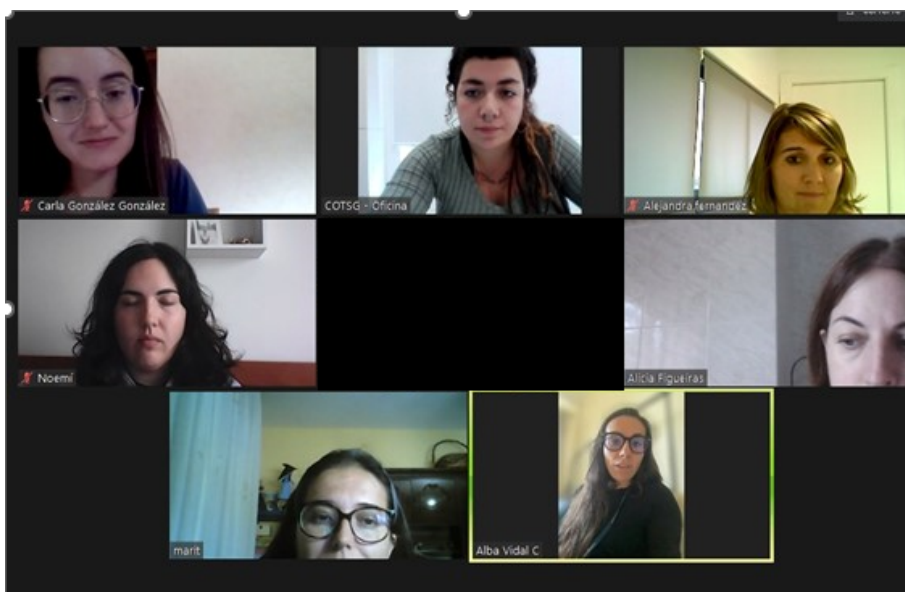 Carla González González
COTSG - Oficina
Alejandra fernandez
Noemí
Alicia Figueiras
marit
Alba Vidal C